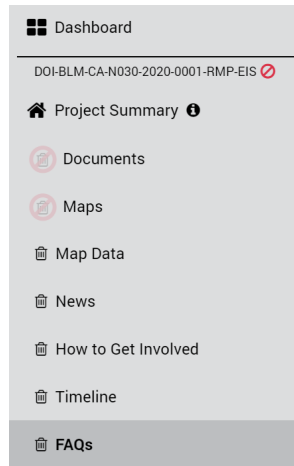 Dashboard
DOI-BLM-CA-N030-2020-0001-RMP-EIS
Project Summary
Documents
Maps
Map Data
News
How to Get Involved
Timeline
FAQs